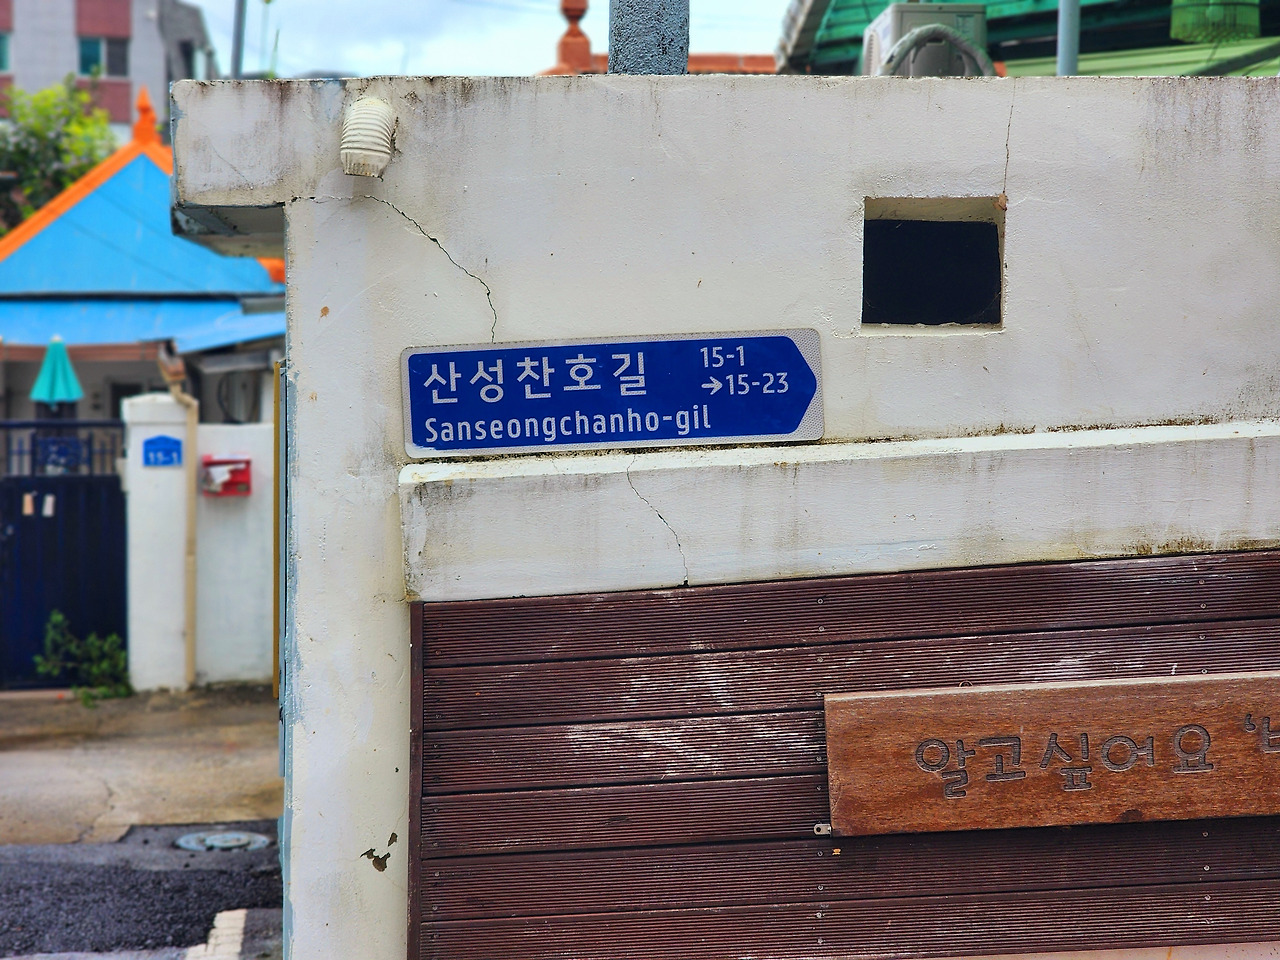 산성찬호길 15-1
→15-23
Sanseongchanho-gil
15-1
알고싶어요